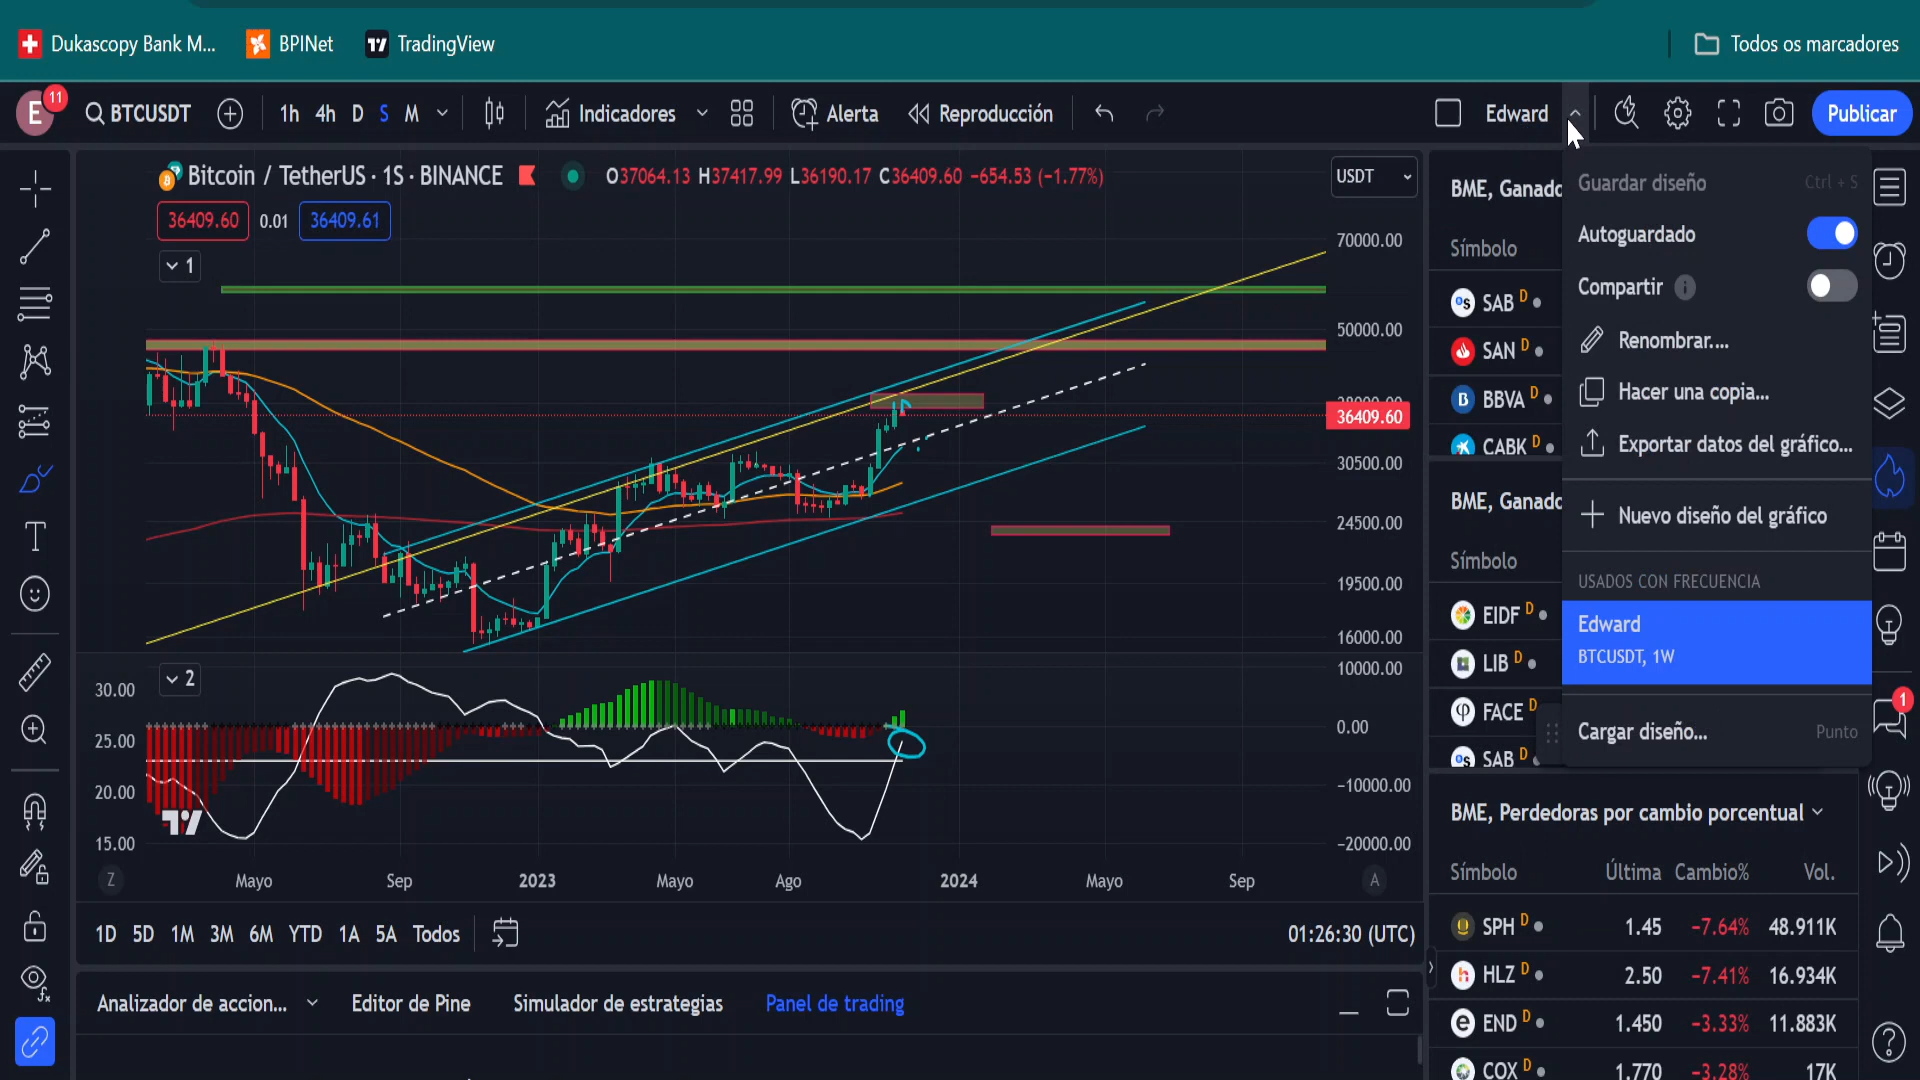 Dukascopy Bank M...
BPINet
TradingView
Todos os marcadores
E
11
BTCUSDT
1h 4h D S M
Indicadores
Alerta
Reproducción
Edward
Publicar
Bitcoin / TetherUS · 1S · BINANCE
O37064.13 H37417.99 L36190.17 C36409.60 −654.53 (−1.77%)
USDT
36409.60
0.01
36409.61
1
70000.00
50000.00
36409.60
30500.00
24500.00
19500.00
16000.00
2
30.00
25.00
20.00
15.00
10000.00
0.00
−10000.00
−20000.00
Z
Mayo
Sep
2023
Mayo
Ago
2024
Mayo
Sep
A
1D 5D 1M 3M 6M YTD 1A 5A Todos
01:26:30 (UTC)
Analizador de accion...
Editor de Pine
Simulador de estrategias
Panel de trading
BME, Ganado
Símbolo
SAB D
SAN D
BBVA D
CABK D
BME, Ganado
Símbolo
EIDF D
LIB D
FACE D
SAB D
Guardar diseño Ctrl + S
Autoguardado
Compartir
Renombrar....
Hacer una copia...
Exportar datos del gráfico...
Nuevo diseño del gráfico
USADOS CON FRECUENCIA
Edward
BTCUSDT, 1W
Cargar diseño... Punto
BME, Perdedoras por cambio porcentual
Símbolo Última Cambio% Vol.
SPH D 1.45 −7.64% 48.911K
HLZ D 2.50 −7.41% 16.934K
END D 1.450 −3.33% 11.883K
COX D 1.770 −3.28% 17K
1